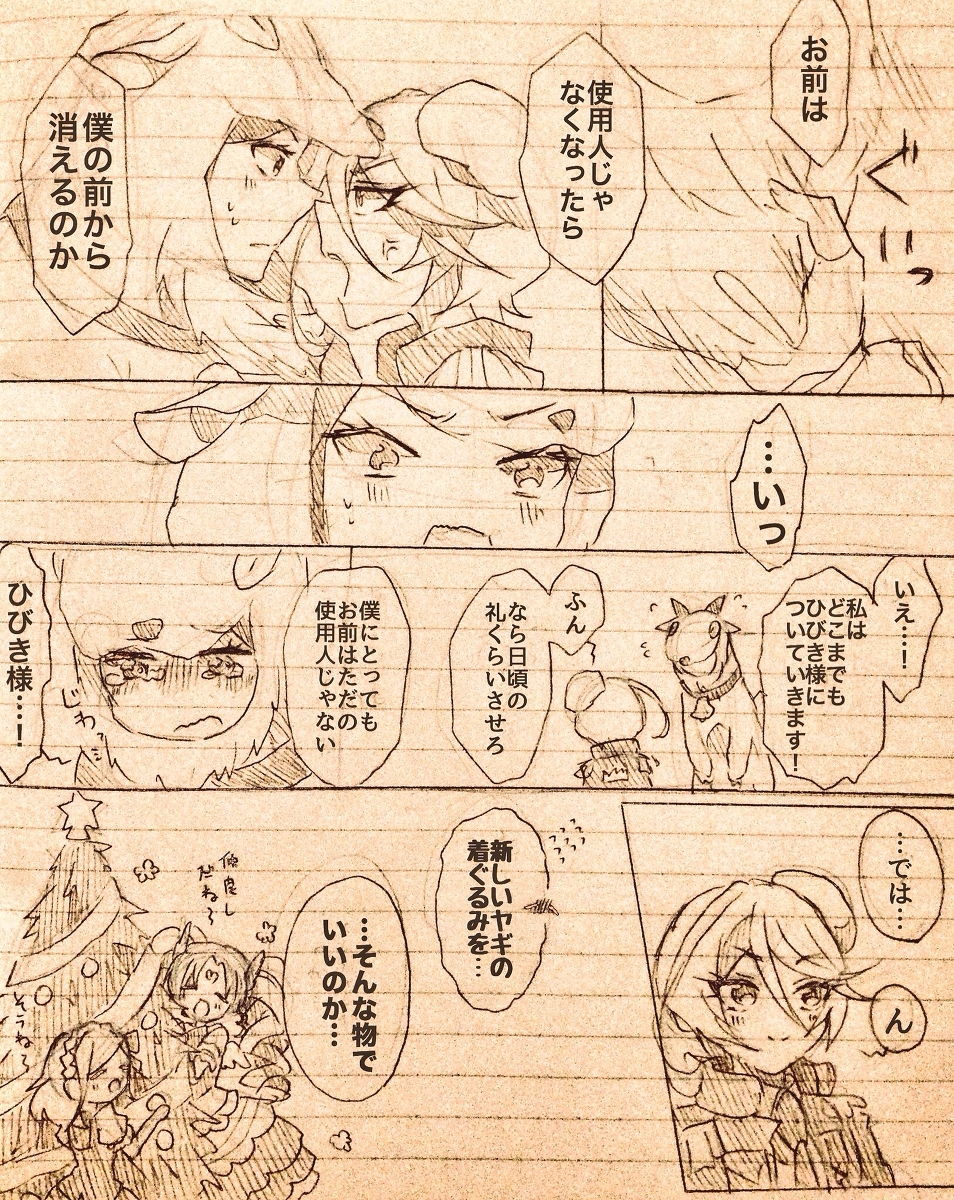 お前は
ぐいっ
使用人じゃ
なくなったら
僕の前から
消えるのか
…いっ
いえ…！
私は
どこまでも
ひびき様に
ついていきます！
ふん
なら日頃の
礼くらいさせろ
僕にとっても
お前はただの
使用人じゃない
じわっ
ひびき様…！
…では…
ん
新しいヤギの
着ぐるみを…
…そんな物で
いいのか…
仲良し
だね〜
そうね〜